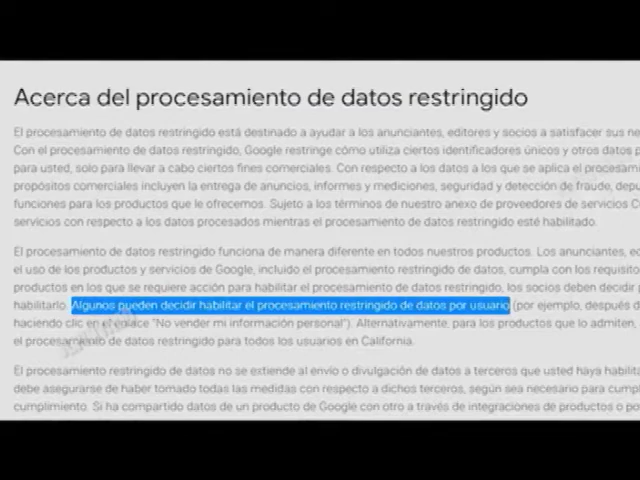 Acerca del procesamiento de datos restringido
El procesamiento de datos restringido está destinado a ayudar a los anunciantes, editores y socios a satisfacer sus
Con el procesamiento de datos restringido, Google restringe cómo utiliza ciertos identificadores únicos y otros datos
para usted, solo para llevar a cabo ciertos fines comerciales. Con respecto a los datos a los que se aplica el
propósitos comerciales incluyen la entrega de anuncios, informes y mediciones, seguridad y detección de fraude,
funciones para los productos que le ofrecemos. Sujeto a los términos de nuestro anexo de proveedores de servicios
servicios con respecto a los datos procesados mientras el procesamiento de datos restringido esté habilitado.
El procesamiento de datos restringido funciona de manera diferente en todos nuestros productos. Los anunciantes,
el uso de los productos y servicios de Google, incluido el procesamiento restringido de datos, cumpla con los
productos en los que se requiere acción para habilitar el procesamiento de datos restringido, los socios deben decidir
habilitarlo. Algunos pueden decidir habilitar el procesamiento restringido de datos por usuario (por ejemplo, después
haciendo clic en el enlace "No vender mi información personal"). Alternativamente, para los productos que lo admiten,
el procesamiento de datos restringido para todos los usuarios en California.
El procesamiento restringido de datos no se extiende al envío o divulgación de datos a terceros que usted haya
debe asegurarse de haber tomado todas las medidas con respecto a dichos terceros, según sea necesario para
cumplimiento. Si ha compartido datos de un producto de Google con otro a través de integraciones de productos o